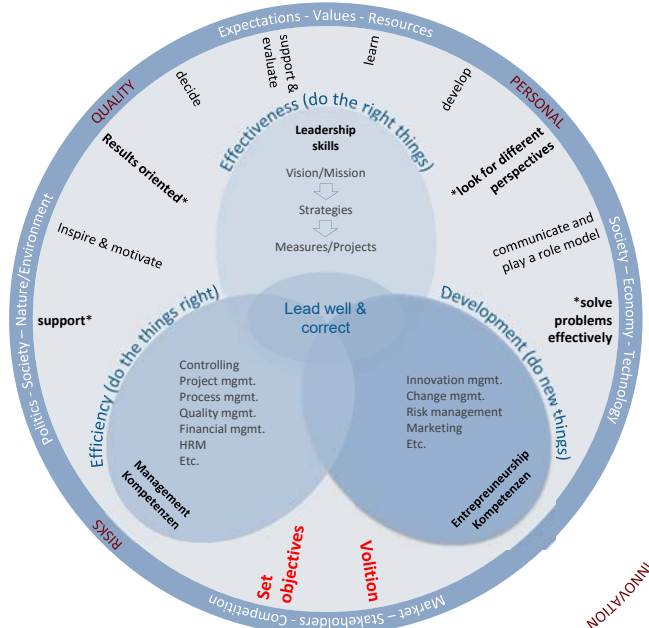 Expectations - Values - Resources
QUALITY
PERSONAL
decide
support &
evaluate
learn
develop
Effectiveness (do the right things)
Leadership
skills
Vision/Mission
Strategies
Measures/Projects
Results oriented*
*look for different
perspectives
Inspire & motivate
communicate and
play a role model
support*
*solve
problems
effectively
Politics - Society – Nature/Environment
Society – Economy - Technology
Lead well &
correct
Efficiency (do the things right)
Development (do new things)
Controlling
Project mgmt.
Process mgmt.
Quality mgmt.
Financial mgmt.
HRM
Etc.
Innovation mgmt.
Change mgmt.
Risk management
Marketing
Etc.
Management
Kompetenzen
Entrepreuneurship
Kompetenzen
RISKS
Set
objectives
Volition
INNOVATION
Market – Stakeholders - Competition